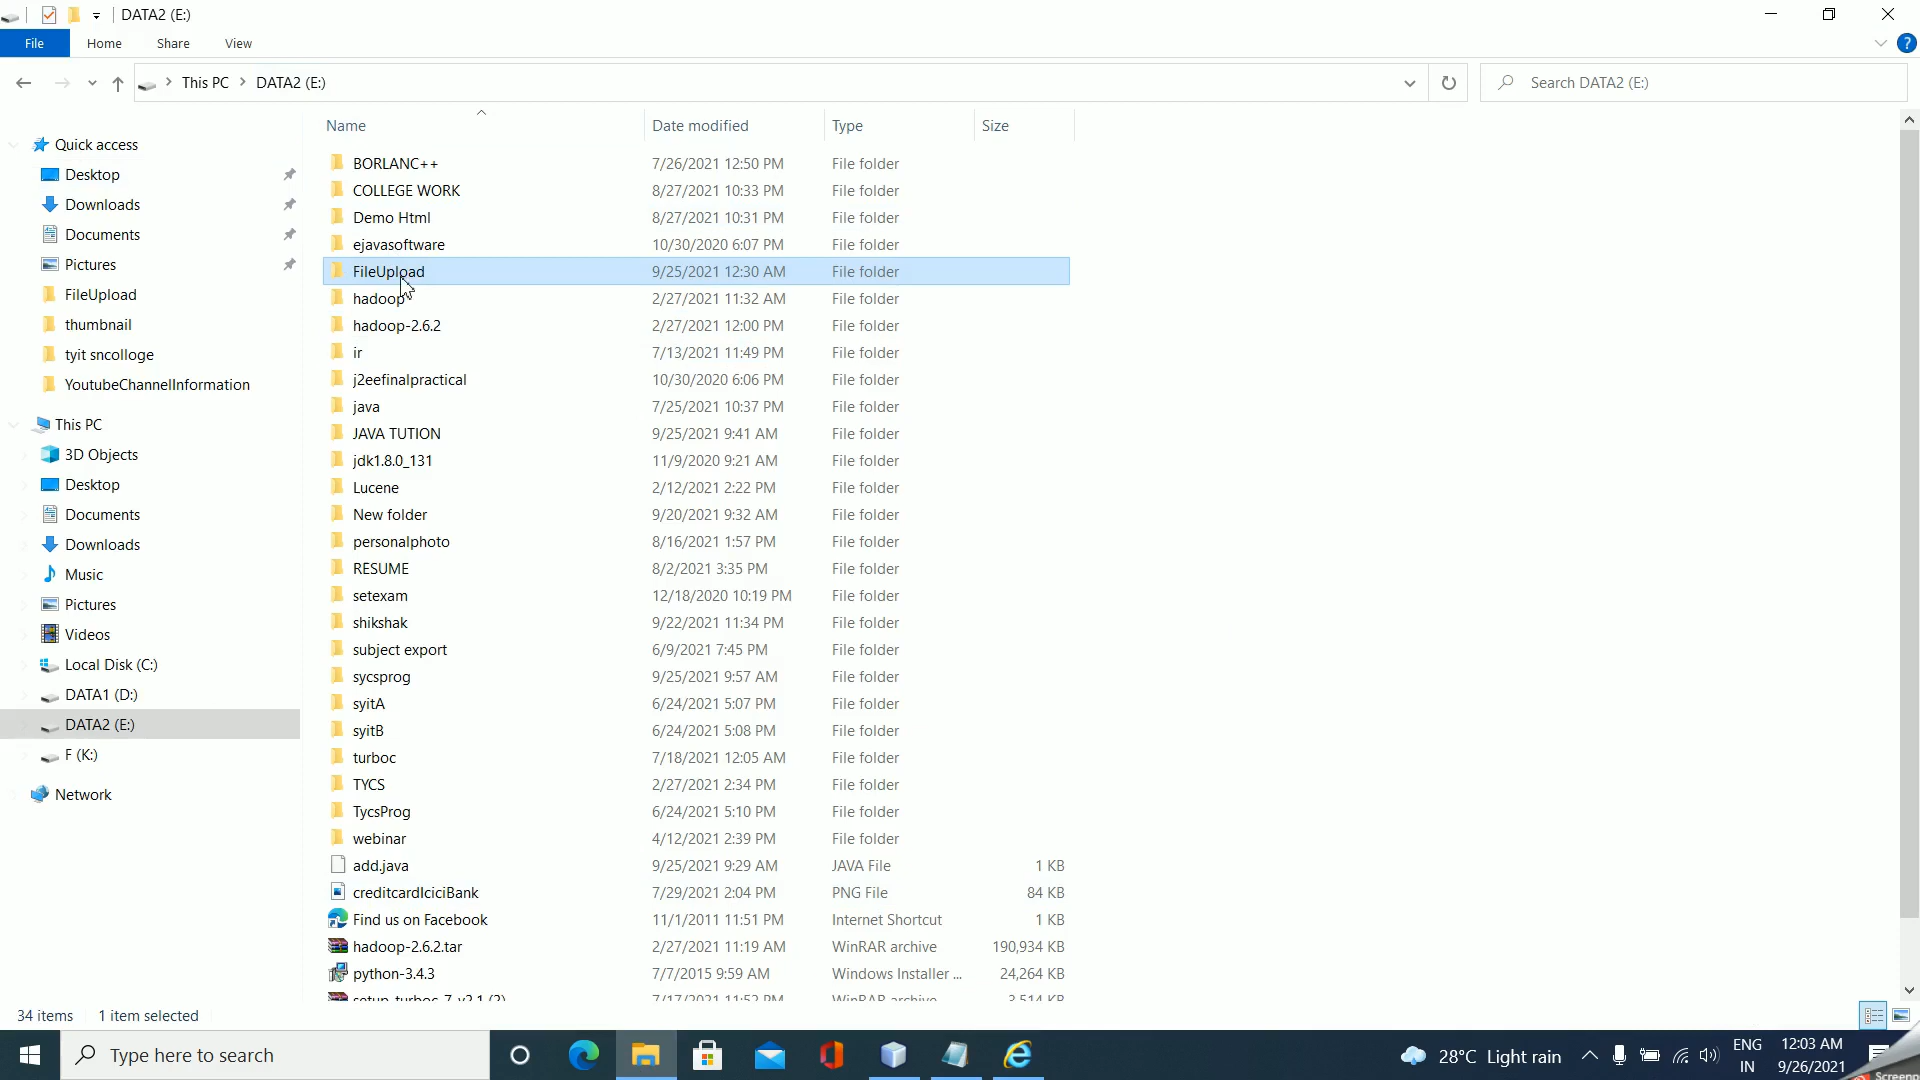 DATA2 (E:)
File Home Share View
This PC DATA2 (E:)
Search DATA2 (E:)
Name Date modified Type Size
Quick access
Desktop
Downloads
Documents
Pictures
FileUpload
thumbnail
tyit sncolloge
YoutubeChannelInformation
This PC
3D Objects
Desktop
Documents
Downloads
Music
Pictures
Videos
Local Disk (C:)
DATA1 (D:)
DATA2 (E:)
F (K:)
Network
BORLANC++ 7/26/2021 12:50 PM File folder
COLLEGE WORK 8/27/2021 10:33 PM File folder
Demo Html 8/27/2021 10:31 PM File folder
ejavasoftware 10/30/2020 6:07 PM File folder
FileUpload 9/25/2021 12:30 AM File folder
hadoop 2/27/2021 11:32 AM File folder
hadoop-2.6.2 2/27/2021 12:00 PM File folder
ir 7/13/2021 11:49 PM File folder
j2eefinalpractical 10/30/2020 6:06 PM File folder
java 7/25/2021 10:37 PM File folder
JAVA TUTION 9/25/2021 9:41 AM File folder
jdk1.8.0_131 11/9/2020 9:21 AM File folder
Lucene 2/12/2021 2:22 PM File folder
New folder 9/20/2021 9:32 AM File folder
personalphoto 8/16/2021 1:57 PM File folder
RESUME 8/2/2021 3:35 PM File folder
setexam 12/18/2020 10:19 PM File folder
shikshak 9/22/2021 11:34 PM File folder
subject export 6/9/2021 7:45 PM File folder
sycsprog 9/25/2021 9:57 AM File folder
syitA 6/24/2021 5:07 PM File folder
syitB 6/24/2021 5:08 PM File folder
turboc 7/18/2021 12:05 AM File folder
TYCS 2/27/2021 2:34 PM File folder
TycsProg 6/24/2021 5:10 PM File folder
webinar 4/12/2021 2:39 PM File folder
add.java 9/25/2021 9:29 AM JAVA File 1 KB
creditcardIciciBank 7/29/2021 2:04 PM PNG File 84 KB
Find us on Facebook 11/1/2011 11:51 PM Internet Shortcut 1 KB
hadoop-2.6.2.tar 2/27/2021 11:19 AM WinRAR archive 190,934 KB
python-3.4.3 7/7/2015 9:59 AM Windows Installer ... 24,264 KB
setup_turboc_7_v2.1 (2) 7/17/2021 11:52 PM WinRAR archive 3,514 KB
34 items 1 item selected
Type here to search
28°C Light rain
ENG
IN
12:03 AM
9/26/2021